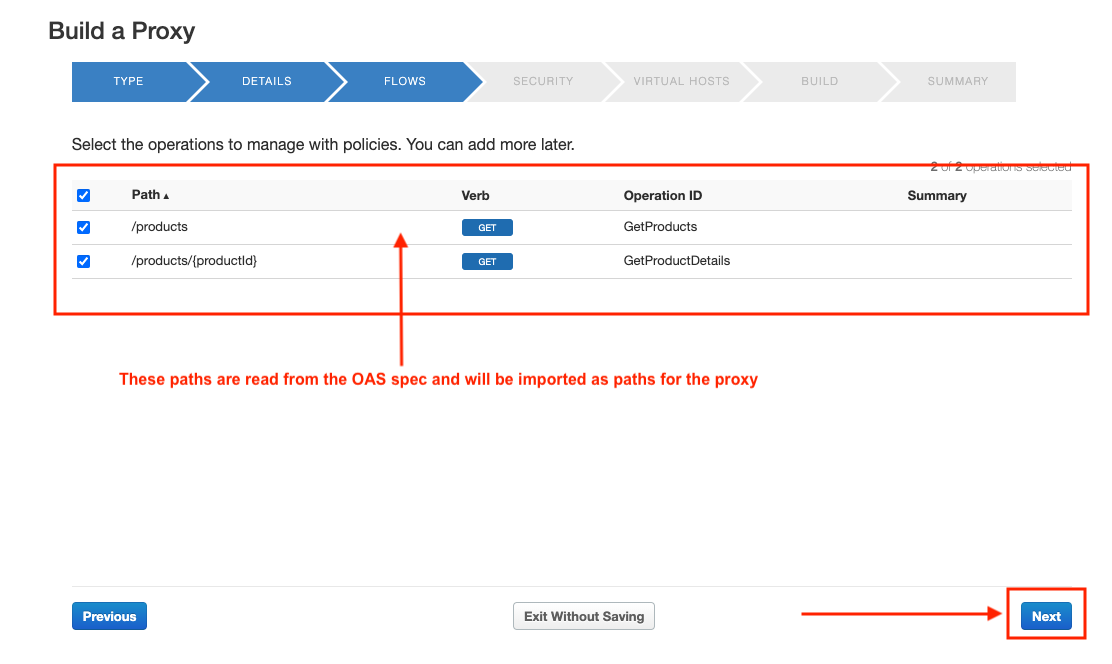 Build a Proxy
TYPE DETAILS FLOWS SECURITY VIRTUAL HOSTS BUILD SUMMARY
Select the operations to manage with policies. You can add more later.
2 of 2 operations selected
Path ▴ Verb Operation ID Summary
/products GET GetProducts
/products/{productId} GET GetProductDetails
These paths are read from the OAS spec and will be imported as paths for the proxy
Previous Exit Without Saving Next